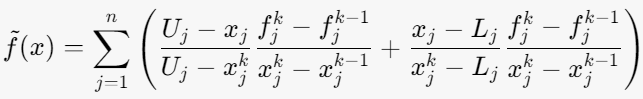 $\tilde{f}(x) = \sum_{j=1}^{n} \left( \frac{U_j - x_j}{U_j - x_j^k} \frac{f_j^k - f_j^{k-1}}{x_j^k - x_j^{k-1}} + \frac{x_j - L_j}{x_j^k - L_j} \frac{f_j^k - f_j^{k-1}}{x_j^k - x_j^{k-1}} \right)$